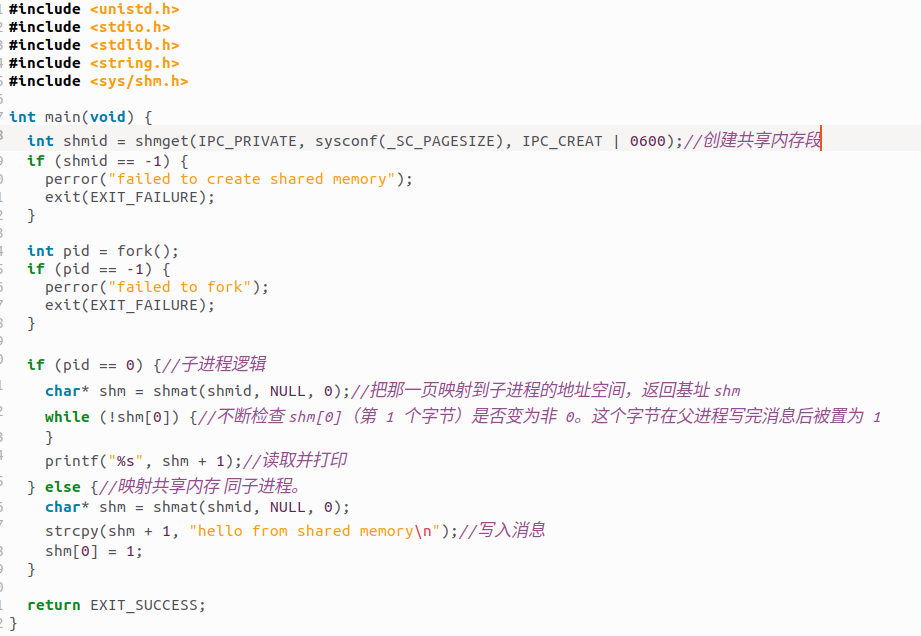 #include <unistd.h>
#include <stdio.h>
#include <stdlib.h>
#include <string.h>
#include <sys/shm.h>
int main(void) {
int shmid = shmget(IPC_PRIVATE, sysconf(_SC_PAGESIZE), IPC_CREAT | 0600);//创建共享内存段
if (shmid == -1) {
perror("failed to create shared memory");
exit(EXIT_FAILURE);
}
int pid = fork();
if (pid == -1) {
perror("failed to fork");
exit(EXIT_FAILURE);
}
if (pid == 0) {//子进程逻辑
char* shm = shmat(shmid, NULL, 0);//把那一页映射到子进程的地址空间，返回基址 shm
while (!shm[0]) {//不断检查 shm[0]（第 1 个字节）是否变为非 0。这个字节在父进程写完消息后被置为 1
}
printf("%s", shm + 1);//读取并打印
} else {//映射共享内存 同子进程。
char* shm = shmat(shmid, NULL, 0);
strcpy(shm + 1, "hello from shared memory\n");//写入消息
shm[0] = 1;
}
return EXIT_SUCCESS;
}